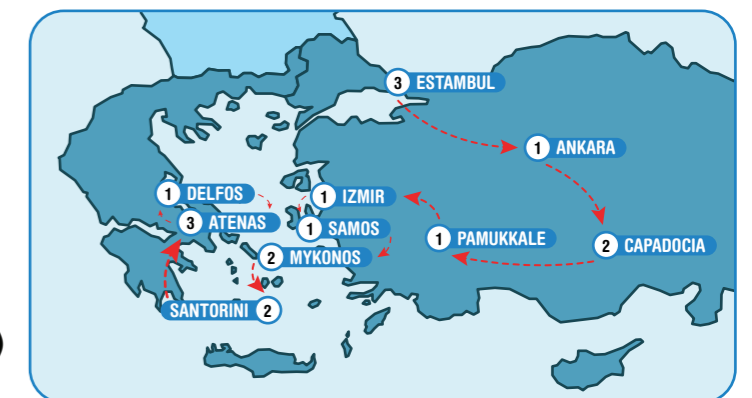 3 ESTAMBUL
1 ANKARA
1 DELFOS
1 IZMIR
3 ATENAS
1 SAMOS
1 PAMUKKALE
2 CAPADOCIA
2 MYKONOS
SANTORINI 2